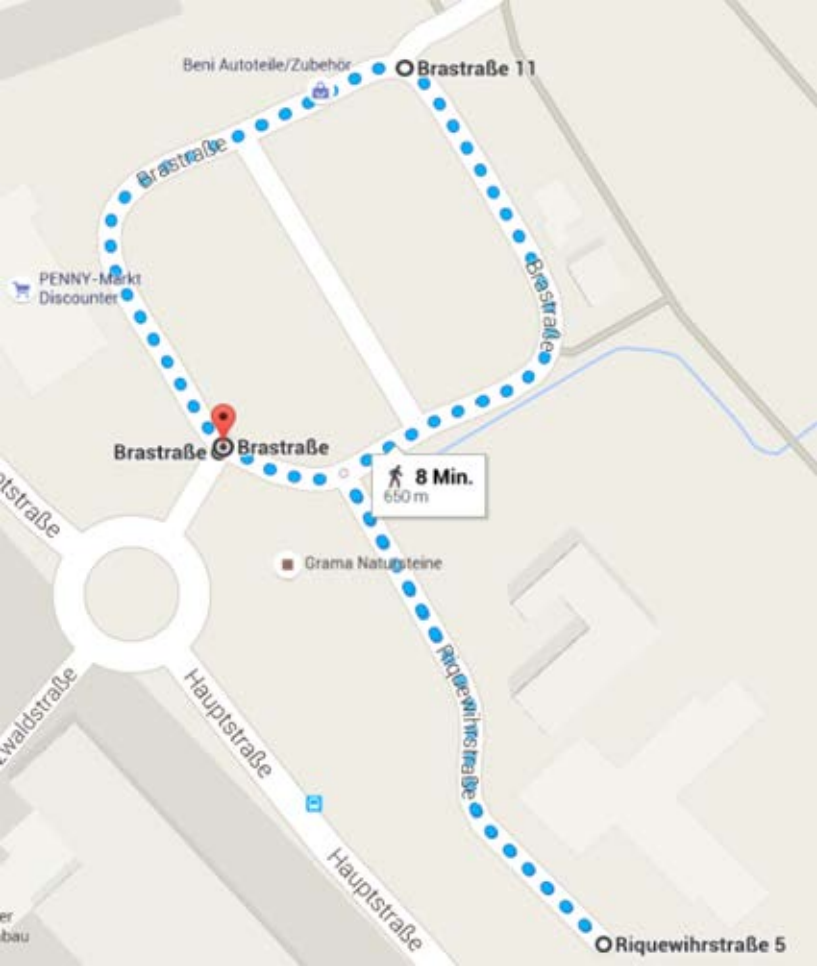 Beni Autoteile/Zubehör
Brastraße 11
Brastraße
PENNY-Markt
Discounter
Brastraße
Brastraße
Brastraße
8 Min.
650 m
Grama Natursteine
Riquewihrstraße
Hauptstraße
Hauptstraße
Riquewihrstraße 5